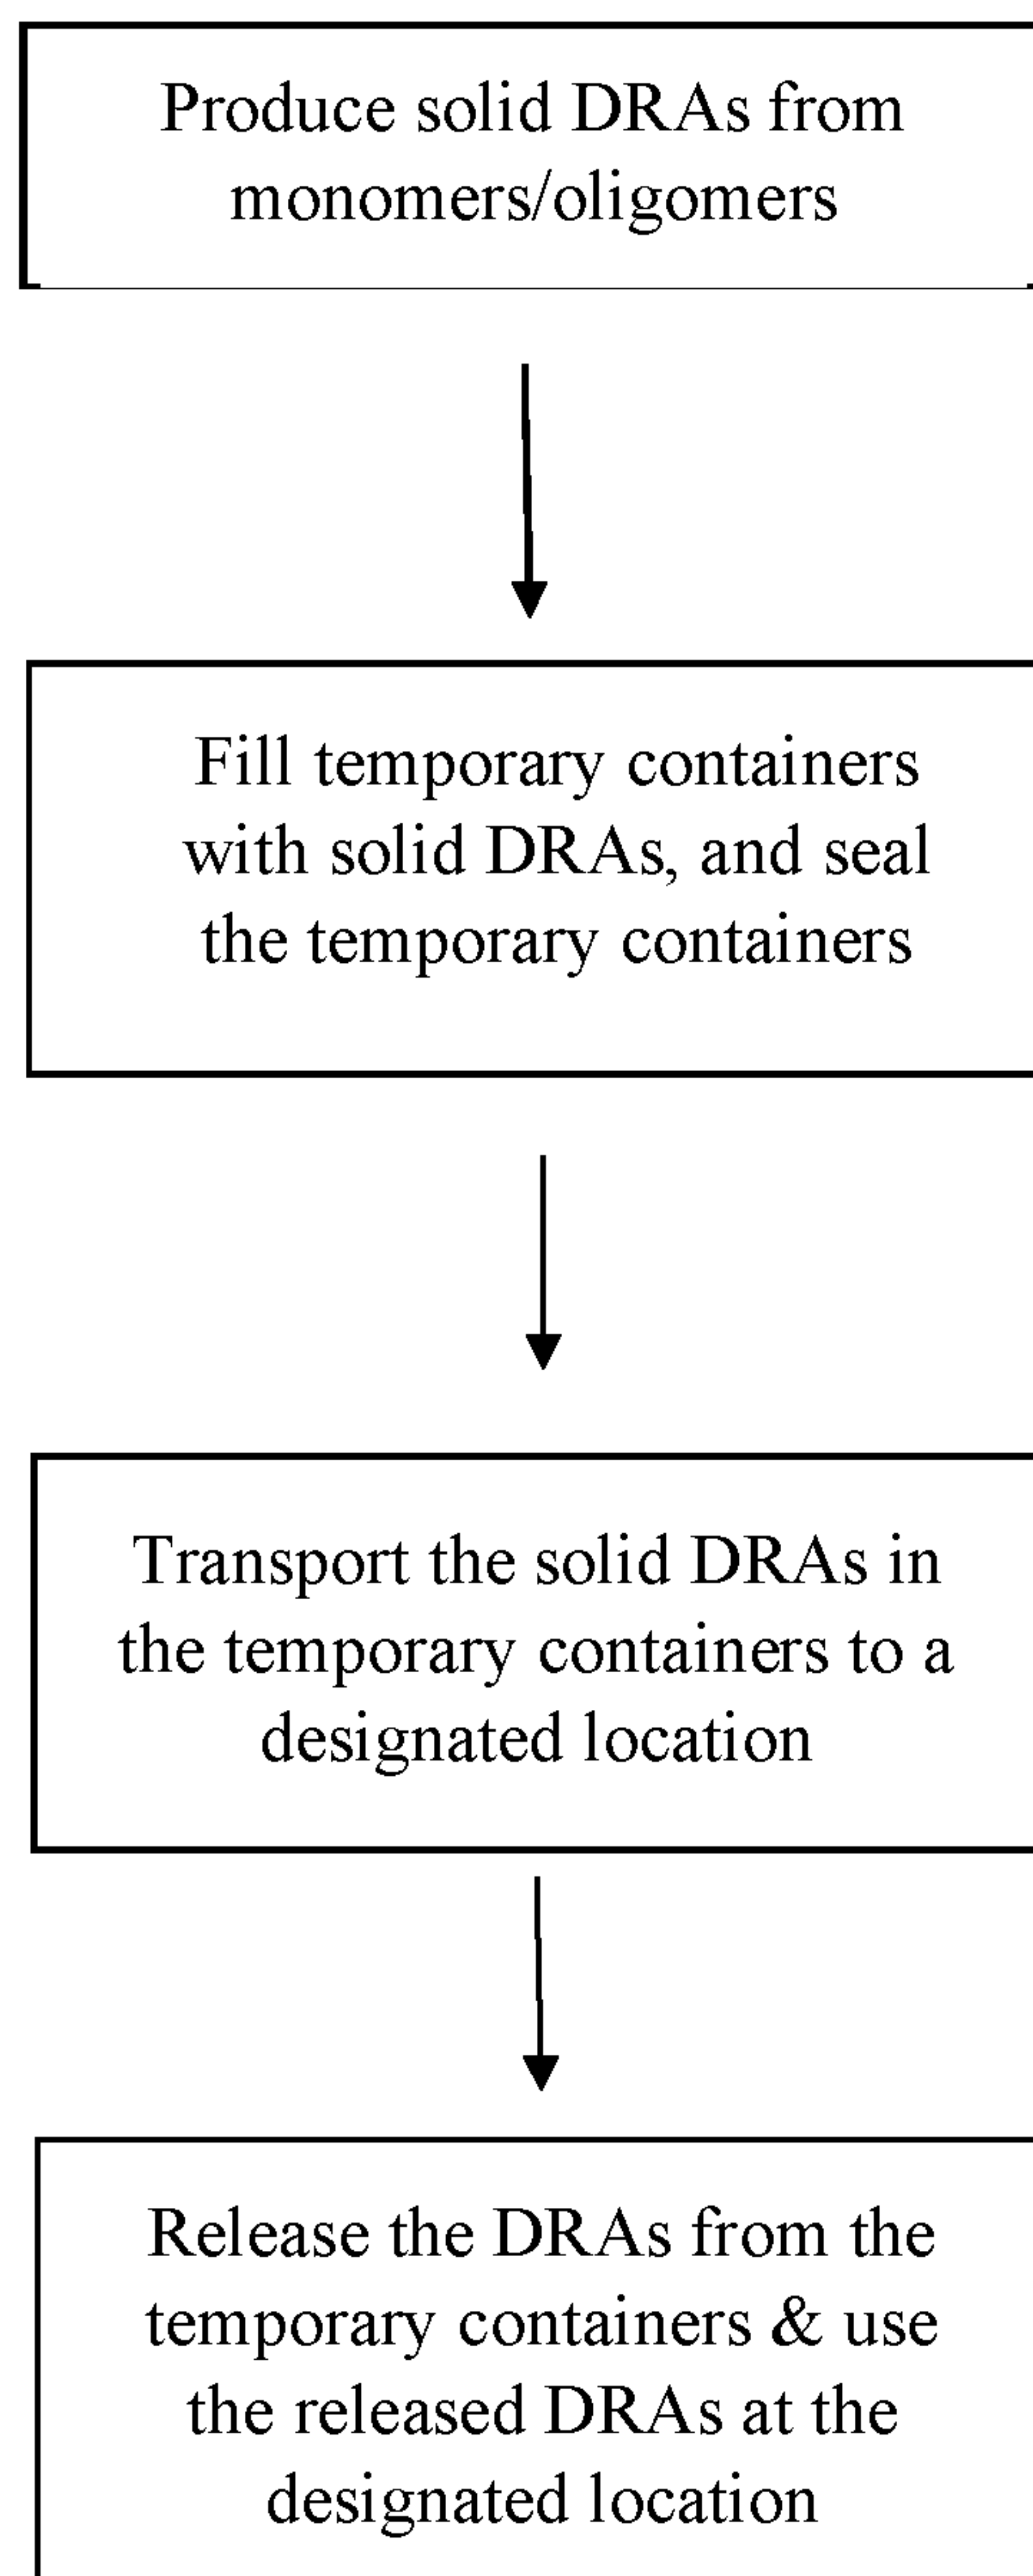 Produce solid DRAs from
monomers/oligomers
Fill temporary containers
with solid DRAs, and seal
the temporary containers
Transport the solid DRAs in
the temporary containers to a
designated location
Release the DRAs from the
temporary containers & use
the released DRAs at the
designated location